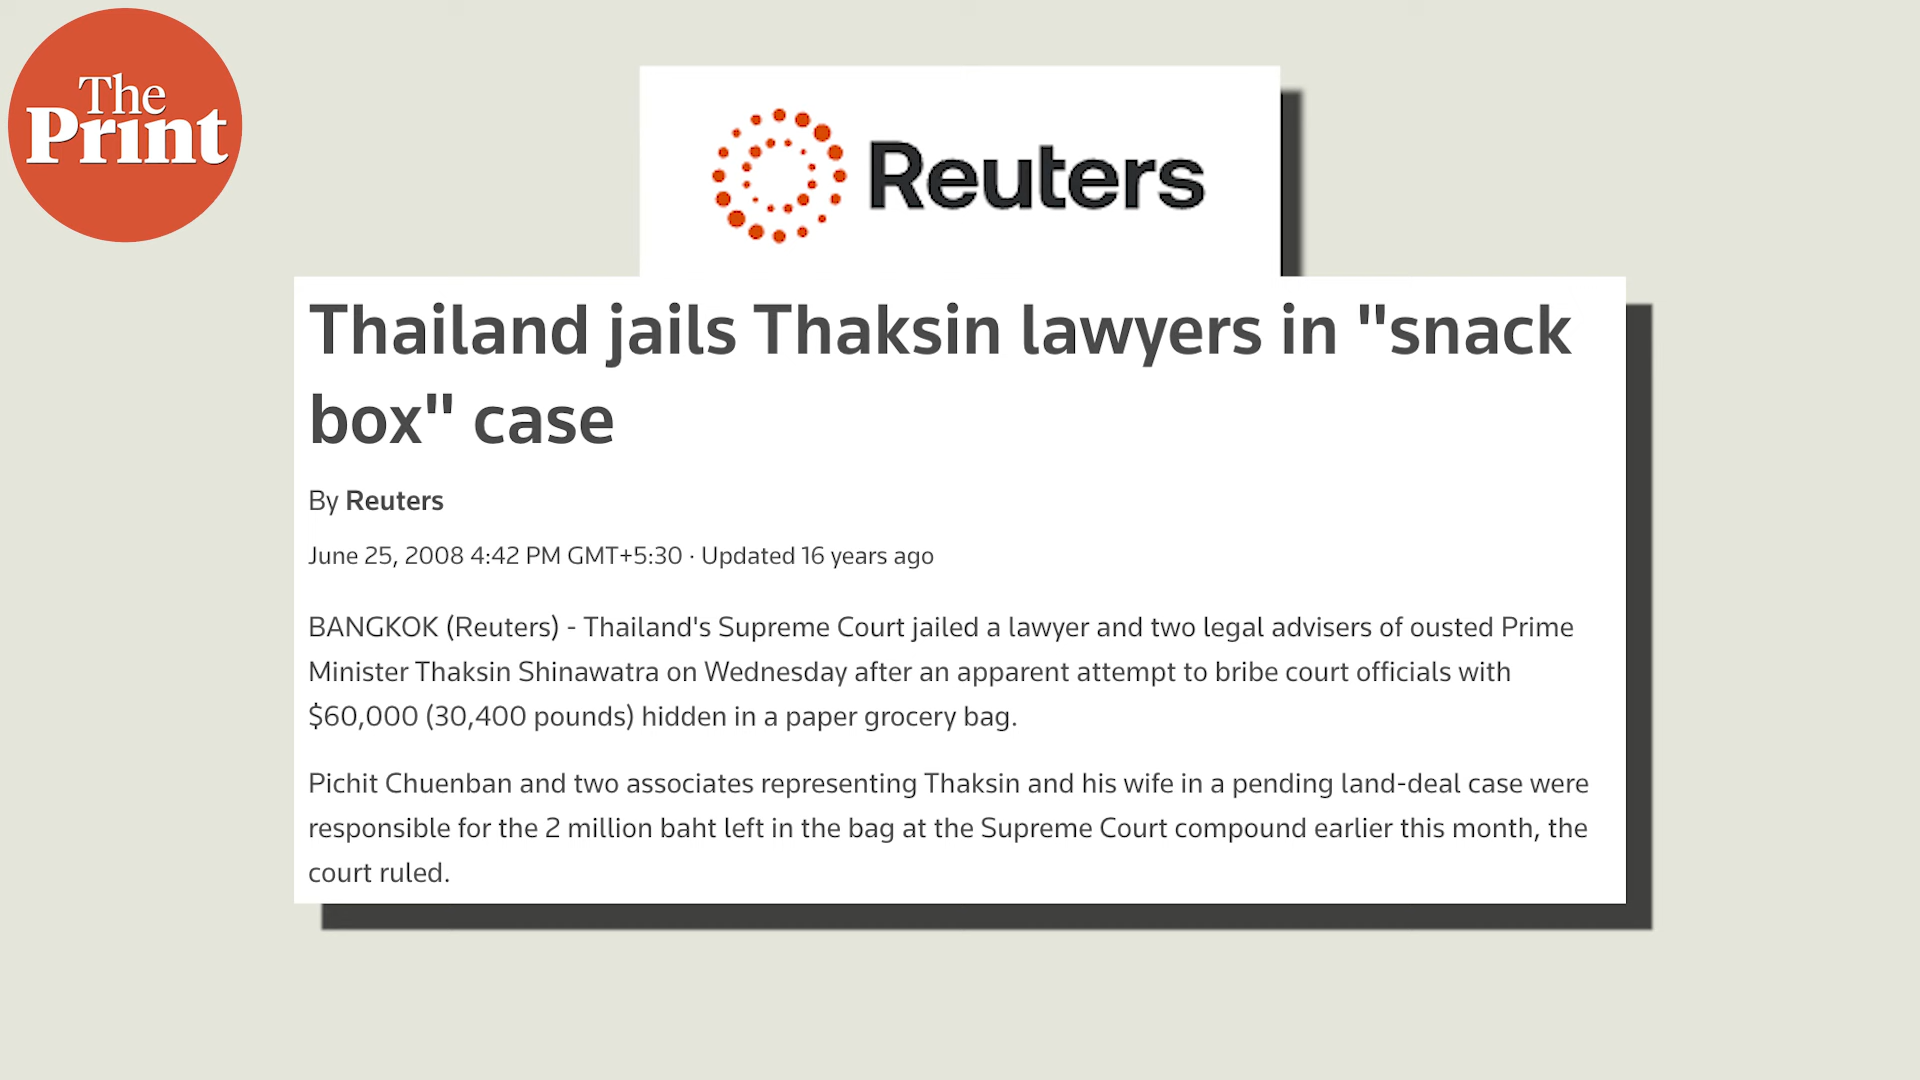 The
Print
Reuters
Thailand jails Thaksin lawyers in "snack
box" case
By Reuters
June 25, 2008 4:42 PM GMT+5:30 · Updated 16 years ago
BANGKOK (Reuters) - Thailand's Supreme Court jailed a lawyer and two legal advisers of ousted Prime
Minister Thaksin Shinawatra on Wednesday after an apparent attempt to bribe court officials with
$60,000 (30,400 pounds) hidden in a paper grocery bag.
Pichit Chuenban and two associates representing Thaksin and his wife in a pending land-deal case were
responsible for the 2 million baht left in the bag at the Supreme Court compound earlier this month, the
court ruled.